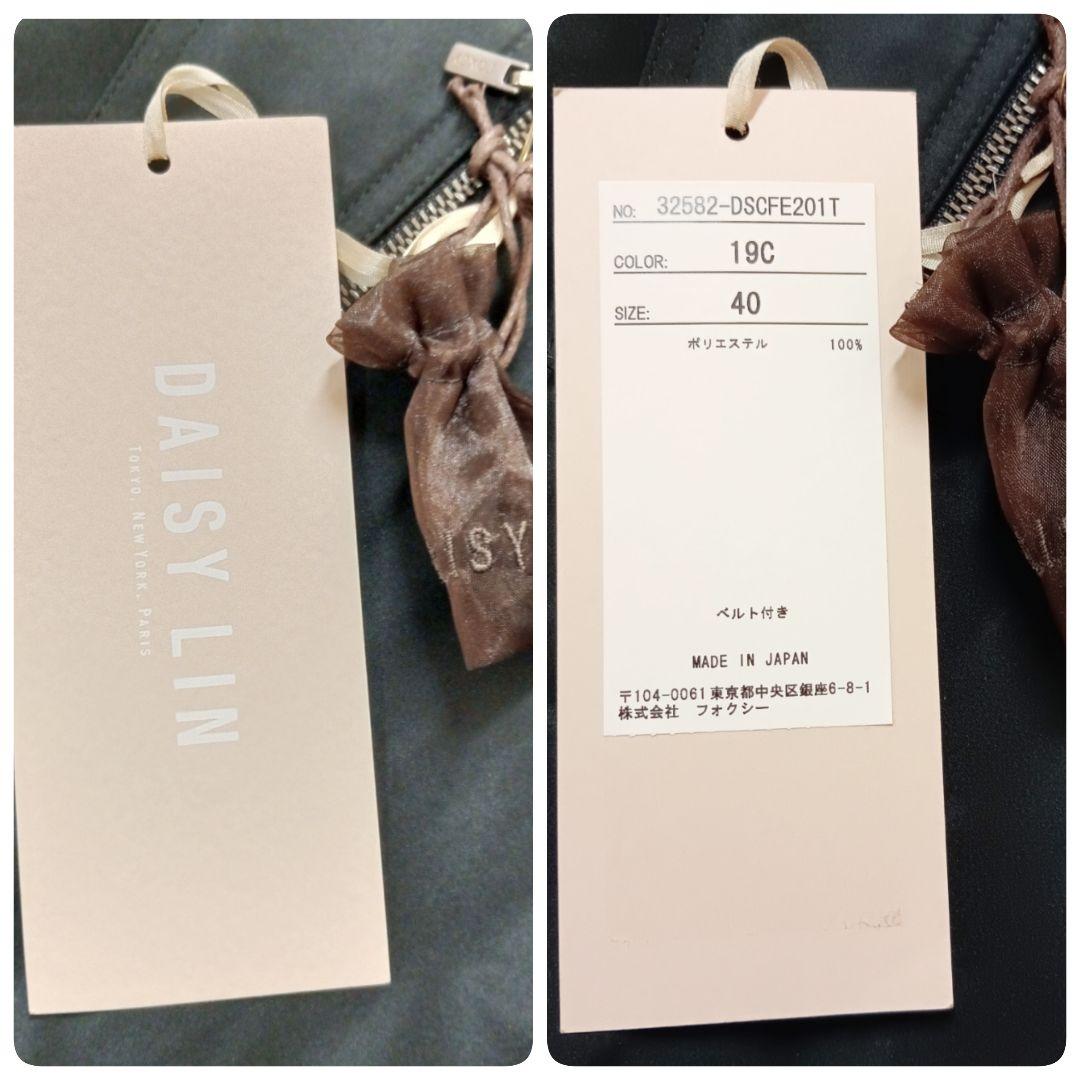 DAISY LIN
TOKYO, NEW YORK, PARIS
ISY
NO: 32582-DSCFE201T
COLOR: 19C
SIZE: 40
ポリエステル 100%
ベルト付き
MADE IN JAPAN
〒104-0061東京都中央区銀座6-8-1
株式会社 フォクシー